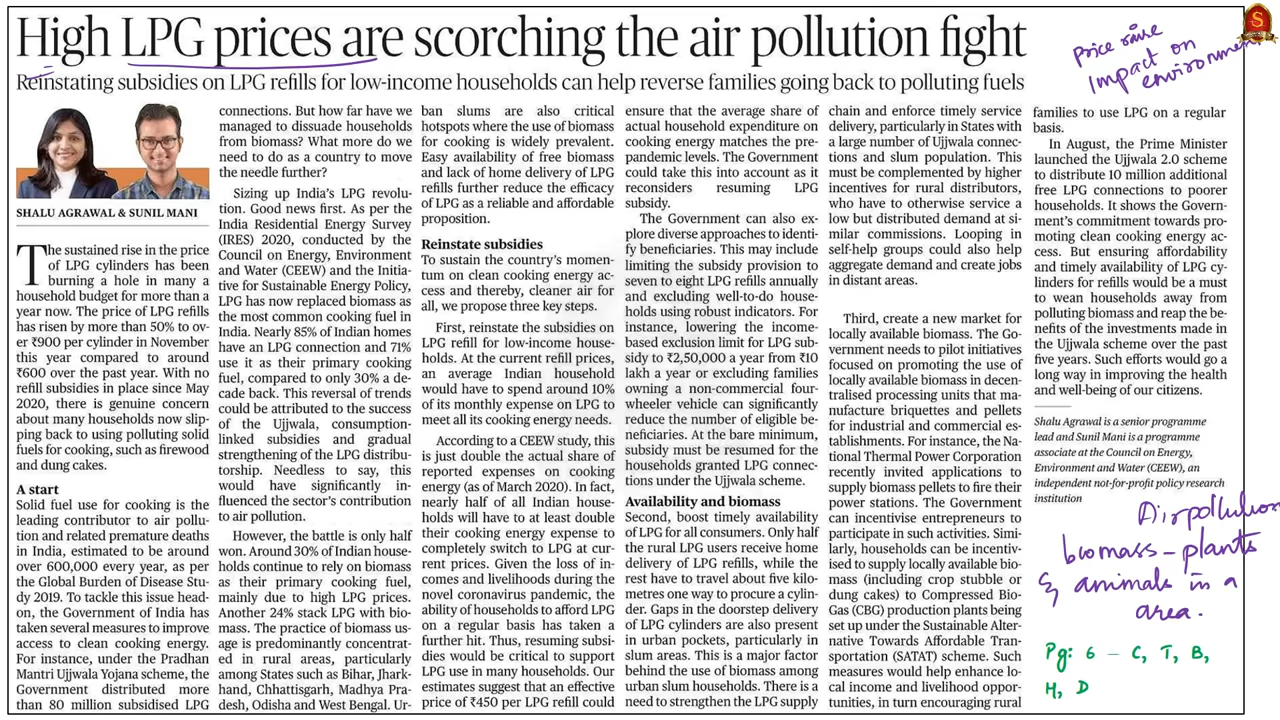 High LPG prices are scorching the air pollution fight
Reinstating subsidies on LPG refills for low-income households can help reverse families going back to polluting fuels
SHALU AGRAWAL & SUNIL MANI
The sustained rise in the price
of LPG cylinders has been
burning a hole in many a
household budget for more than a
year now. The price of LPG refills
has risen by more than 50% to ov-
er ₹900 per cylinder in November
this year compared to around
₹600 over the past year. With no
refill subsidies in place since May
2020, there is genuine concern
about many households now slip-
ping back to using polluting solid
fuels for cooking, such as firewood
and dung cakes.
A start
Solid fuel use for cooking is the
leading contributor to air pollu-
tion and related premature deaths
in India, estimated to be around
over 600,000 every year, as per
the Global Burden of Disease Stu-
dy 2019. To tackle this issue head-
on, the Government of India has
taken several measures to improve
access to clean cooking energy.
For instance, under the Pradhan
Mantri Ujjwala Yojana scheme, the
Government distributed more
than 80 million subsidised LPG
connections. But how far have we
managed to dissuade households
from biomass? What more do we
need to do as a country to move
the needle further?
Sizing up India's LPG revolu-
tion. Good news first. As per the
India Residential Energy Survey
(IRES) 2020, conducted by the
Council on Energy, Environment
and Water (CEEW) and the Initia-
tive for Sustainable Energy Policy,
LPG has now replaced biomass as
the most common cooking fuel in
India. Nearly 85% of Indian homes
have an LPG connection and 71%
use it as their primary cooking
fuel, compared to only 30% a de-
cade back. This reversal of trends
could be attributed to the success
of the Ujjwala, consumption-
linked subsidies and gradual
strengthening of the LPG distribu-
torship. Needless to say, this
would have significantly in-
fluenced the sector's contribution
to air pollution.
However, the battle is only half
won. Around 30% of Indian house-
holds continue to rely on biomass
as their primary cooking fuel,
mainly due to high LPG prices.
Another 24% stack LPG with bio-
mass. The practice of biomass us-
age is predominantly concentrat-
ed in rural areas, particularly
among States such as Bihar, Jhark-
hand, Chhattisgarh, Madhya Pra-
desh, Odisha and West Bengal. Ur-
ban slums are also critical
hotspots where the use of biomass
for cooking is widely prevalent.
Easy availability of free biomass
and lack of home delivery of LPG
refills further reduce the efficacy
of LPG as a reliable and affordable
proposition.
Reinstate subsidies
To sustain the country's momen-
tum on clean cooking energy ac-
cess and thereby, cleaner air for
all, we propose three key steps.
First, reinstate the subsidies on
LPG refill for low-income house-
holds. At the current refill prices,
an average Indian household
would have to spend around 10%
of its monthly expense on LPG to
meet all its cooking energy needs.
According to a CEEW study, this
is just double the actual share of
reported expenses on cooking
energy (as of March 2020). In fact,
nearly half of all Indian house-
holds will have to at least double
their cooking energy expense to
completely switch to LPG at cur-
rent prices. Given the loss of in-
comes and livelihoods during the
novel coronavirus pandemic, the
ability of households to afford LPG
on a regular basis has taken a
further hit. Thus, resuming subsi-
dies would be critical to support
LPG use in many households. Our
estimates suggest that an effective
price of ₹450 per LPG refill could
ensure that the average share of
actual household expenditure on
cooking energy matches the pre-
pandemic levels. The Government
could take this into account as it
reconsiders resuming LPG
subsidy.
The Government can also ex-
plore diverse approaches to identi-
fy beneficiaries. This may include
limiting the subsidy provision to
seven to eight LPG refills annually
and excluding well-to-do house-
holds using robust indicators. For
instance, lowering the income-
based exclusion limit for LPG sub-
sidy to ₹2,50,000 a year from ₹10
lakh a year or excluding families
owning a non-commercial four-
wheeler vehicle can significantly
reduce the number of eligible be-
neficiaries. At the bare minimum,
subsidy must be resumed for the
households granted LPG connec-
tions under the Ujjwala scheme.
Availability and biomass
Second, boost timely availability
of LPG for all consumers. Only half
the rural LPG users receive home
delivery of LPG refills, while the
rest have to travel about five kilo-
metres one way to procure a cylin-
der. Gaps in the doorstep delivery
of LPG cylinders are also present
in urban pockets, particularly in
slum areas. This is a major factor
behind the use of biomass among
urban slum households. There is a
need to strengthen the LPG supply
chain and enforce timely service
delivery, particularly in States with
a large number of Ujjwala connec-
tions and slum population. This
must be complemented by higher
incentives for rural distributors,
who have to otherwise service a
low but distributed demand at si-
milar commissions. Looping in
self-help groups could also help
aggregate demand and create jobs
in distant areas.
Third, create a new market for
locally available biomass. The Go-
vernment needs to pilot initiatives
focused on promoting the use of
locally available biomass in decen-
tralised processing units that ma-
nufacture briquettes and pellets
for industrial and commercial es-
tablishments. For instance, the Na-
tional Thermal Power Corporation
recently invited applications to
supply biomass pellets to fire their
power stations. The Government
can incentivise entrepreneurs to
participate in such activities. Simi-
larly, households can be incentiv-
ised to supply locally available bio-
mass (including crop stubble or
dung cakes) to Compressed Bio-
Gas (CBG) production plants being
set up under the Sustainable Alter-
native Towards Affordable Tran-
sportation (SATAT) scheme. Such
measures would help enhance lo-
cal income and livelihood oppor-
tunities, in turn encouraging rural
families to use LPG on a regular
basis.
In August, the Prime Minister
launched the Ujjwala 2.0 scheme
to distribute 10 million additional
free LPG connections to poorer
households. It shows the Govern-
ment's commitment towards pro-
moting clean cooking energy ac-
cess. But ensuring affordability
and timely availability of LPG cy-
linders for refills would be a must
to wean households away from
polluting biomass and reap the be-
nefits of the investments made in
the Ujjwala scheme over the past
five years. Such efforts would go a
long way in improving the health
and well-being of our citizens.
Shalu Agrawal is a senior programme
lead and Sunil Mani is a programme
associate at the Council on Energy,
Environment and Water (CEEW), an
independent not-for-profit policy research
institution
Price rise
Impact on
environment
Air pollution
biomass - plants
& animals in a
area.
Pg: 6 - C, T, B,
H, D